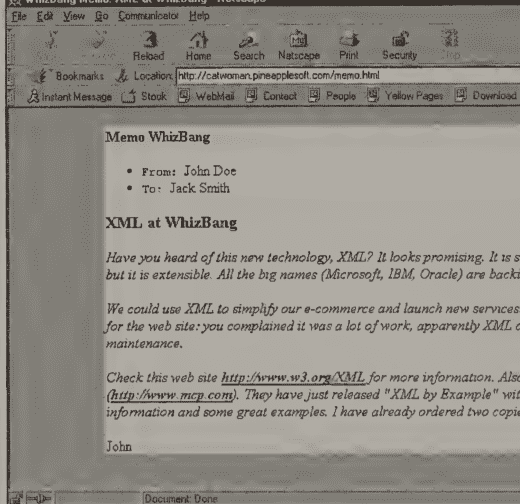 WhizBang Memo: XML at WhizBang - Netscape
File Edit View Go Communicator Help
Reload Home Search Netscape Print Security Stop
Bookmarks Location: http://catwoman.pineapplesoft.com/memo.html
Instant Message Stock WebMail Contact People Yellow Pages Download
Memo WhizBang
• From: John Doe
• To: Jack Smith
XML at WhizBang
Have you heard of this new technology, XML? It looks promising. It is s
but it is extensible. All the big names (Microsoft, IBM, Oracle) are backi
We could use XML to simplify our e-commerce and launch new services
for the web site: you complained it was a lot of work, apparently XML c
maintenance.
Check this web site http://www.w3.org/XML for more information. Also
(http://www.mcp.com). They have just released "XML by Example" wit
information and some great examples. I have already ordered two copie
John
Document: Done